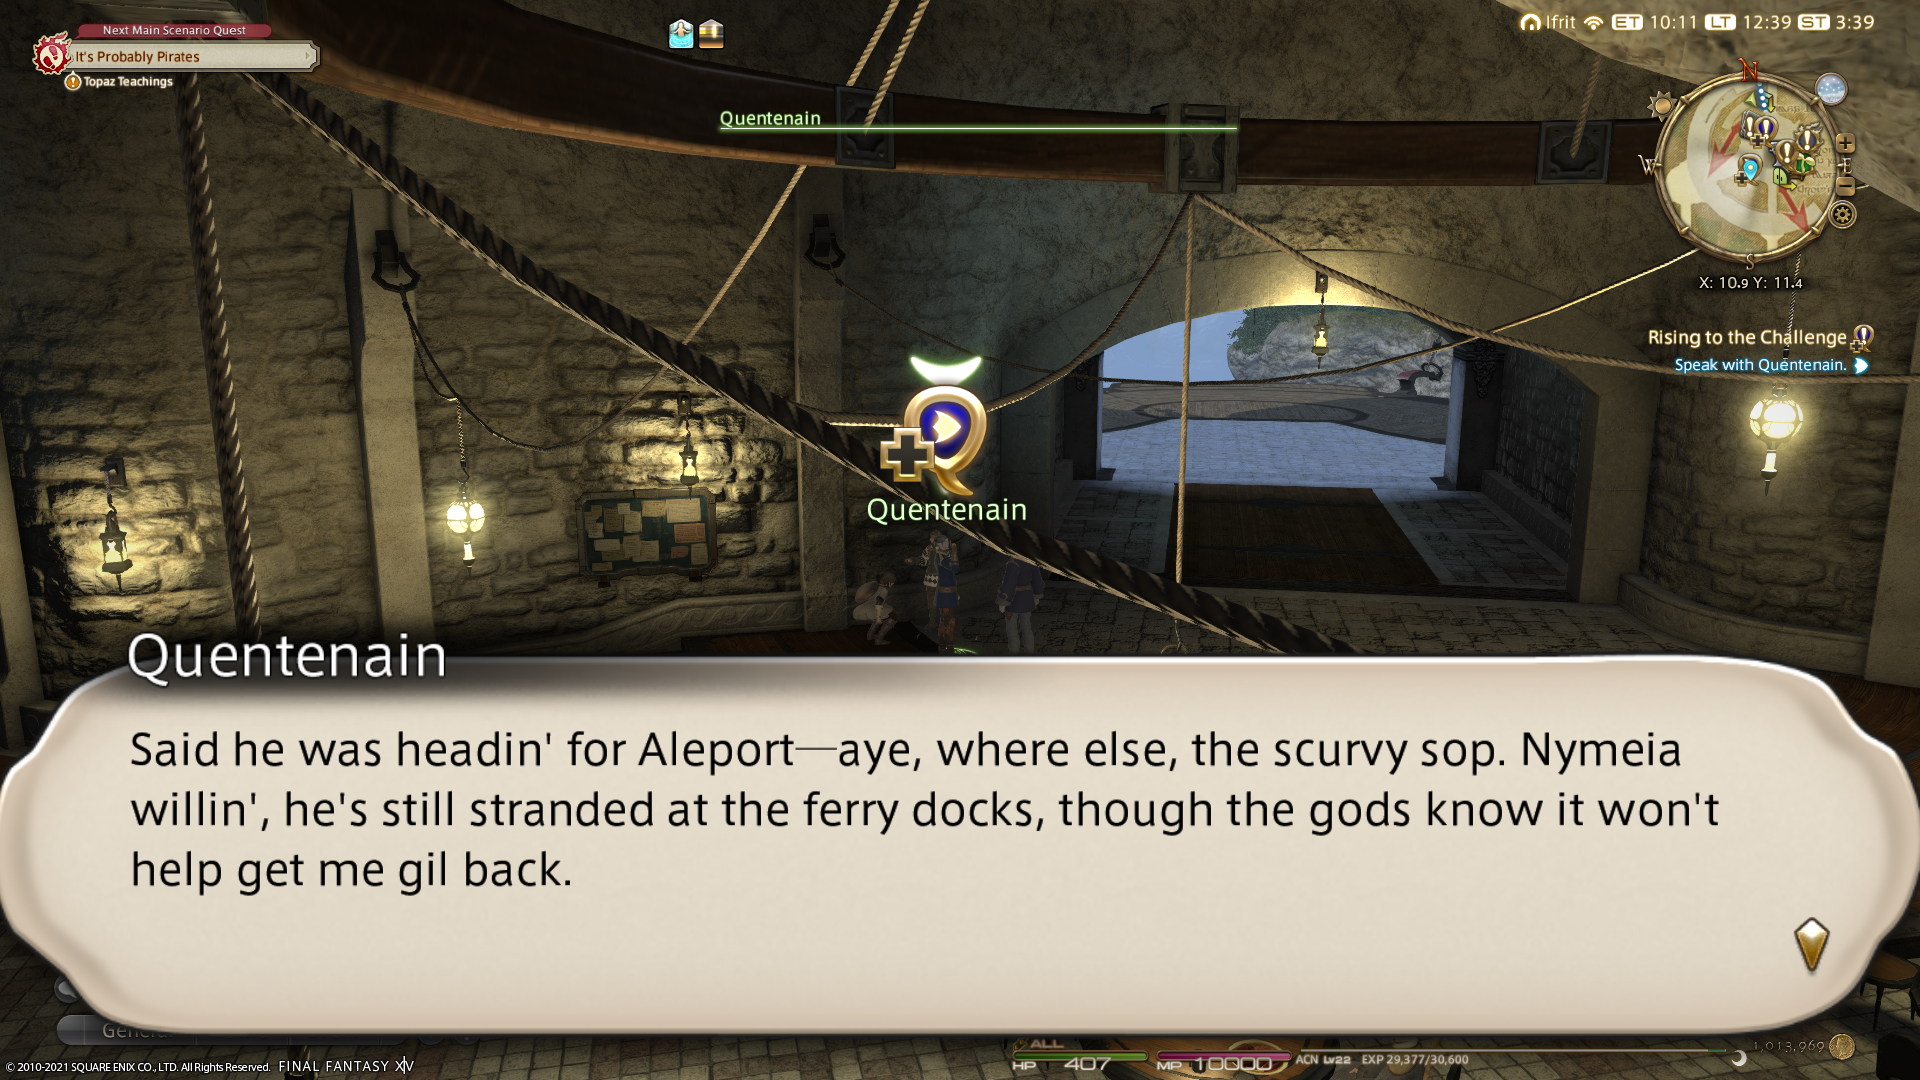 Next Main Scenario Quest
It's Probably Pirates
Topaz Teachings
Ifrit ET 10:11 LT 12:39 ST 3:39
N
W
E
S
X: 10.9 Y: 11.4
Quentenain
Rising to the Challenge
Speak with Quentenain.
Quentenain
Quentenain
Said he was headin' for Aleport—aye, where else, the scurvy sop. Nymeia
willin', he's still stranded at the ferry docks, though the gods know it won't
help get me gil back.
ALL
HP 407 MP 10000 ACN Lv22 EXP 29,377/30,600
1,013,969
© 2010-2021 SQUARE ENIX CO., LTD. All Rights Reserved. FINAL FANTASY XIV